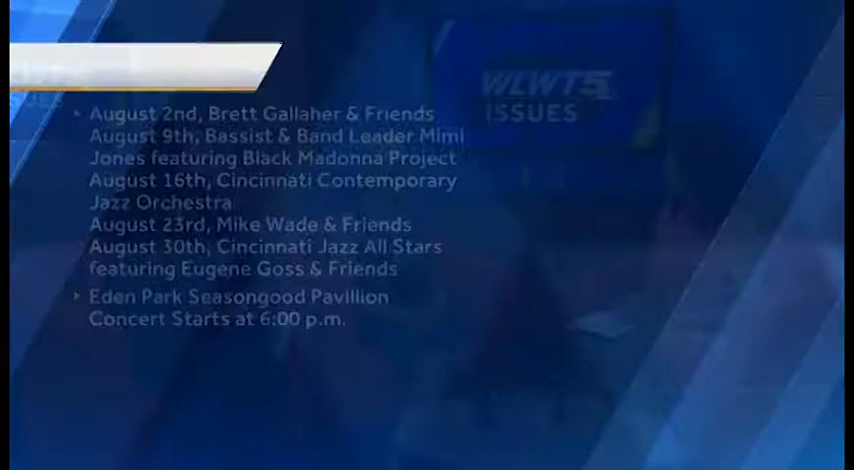 WLWT5
ISSUES
August 2nd, Brett Gallaher & Friends
August 9th, Bassist & Band Leader Mimi
Jones featuring Black Madonna Project
August 16th, Cincinnati Contemporary
Jazz Orchestra
August 23rd, Mike Wade & Friends
August 30th, Cincinnati Jazz All Stars
featuring Eugene Goss & Friends
Eden Park Seasongood Pavillion
Concert Starts at 6:00 p.m.